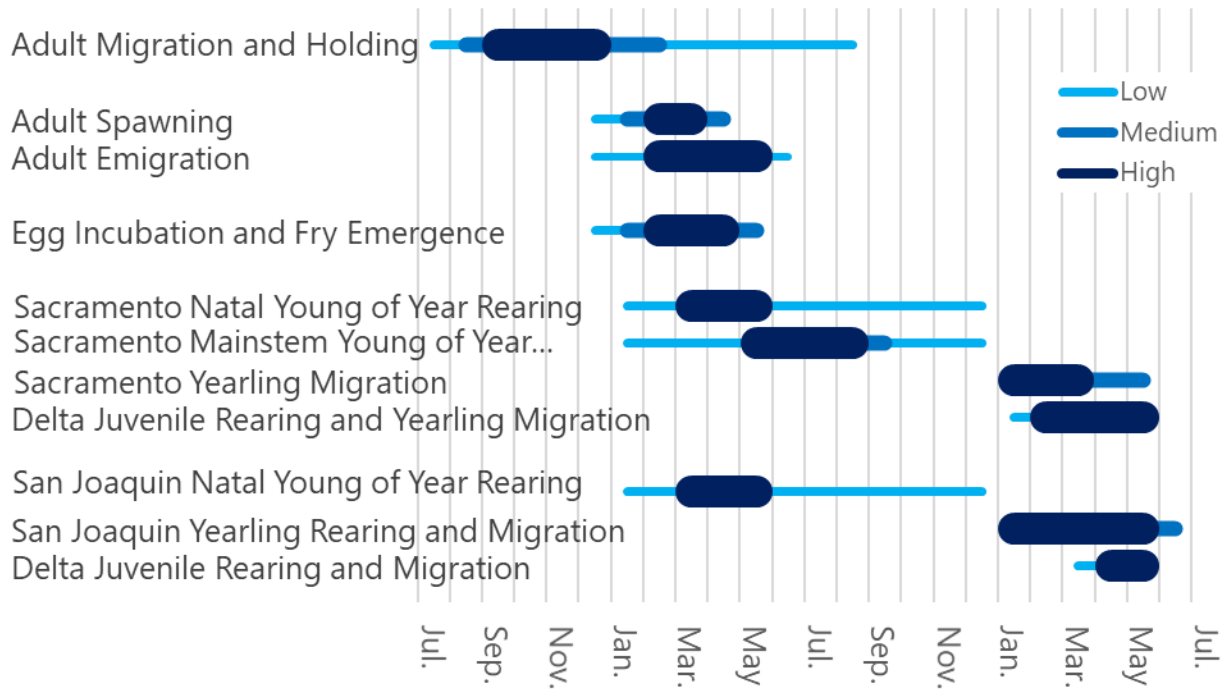 Adult Migration and Holding
Adult Spawning
Adult Emigration
Egg Incubation and Fry Emergence
Sacramento Natal Young of Year Rearing
Sacramento Mainstem Young of Year...
Sacramento Yearling Migration
Delta Juvenile Rearing and Yearling Migration
San Joaquin Natal Young of Year Rearing
San Joaquin Yearling Rearing and Migration
Delta Juvenile Rearing and Migration
Low
Medium
High
Jul.
Sep.
Nov.
Jan.
Mar.
May
Jul.
Sep.
Nov.
Jan.
Mar.
May
Jul.